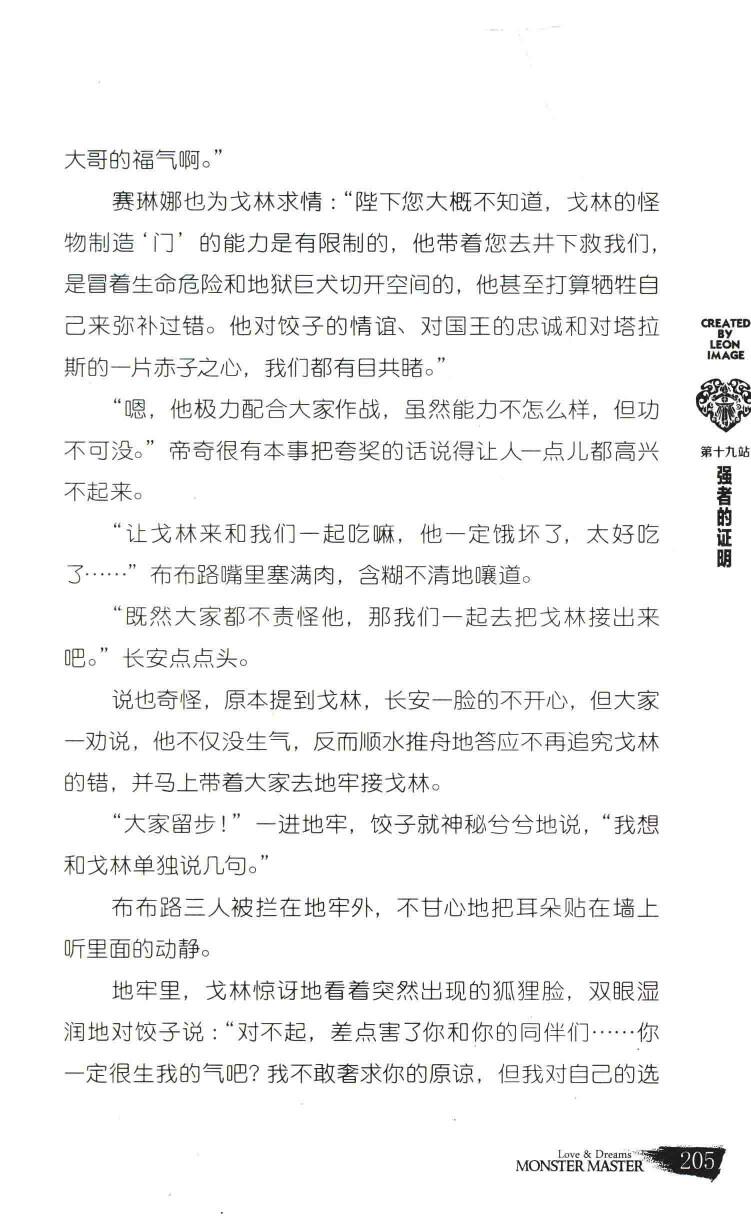 大哥的福气啊。”
赛琳娜也为戈林求情：“陛下您大概不知道，戈林的怪
物制造‘门’的能力是有限制的，他带着您去井下救我们，
是冒着生命危险和地狱巨犬切开空间的，他甚至打算牺牲自
己来弥补过错。他对饺子的情谊、对国王的忠诚和对塔拉
斯的一片赤子之心，我们都有目共睹。”
“嗯，他极力配合大家作战，虽然能力不怎么样，但功
不可没。”帝奇很有本事把夸奖的话说得让人一点儿都高兴
不起来。
“让戈林来和我们一起吃嘛，他一定饿坏了，太好吃
了……”布布路嘴里塞满肉，含糊不清地嚷道。
“既然大家都不责怪他，那我们一起去把戈林接出来
吧。”长安点点头。
说也奇怪，原本提到戈林，长安一脸的不开心，但大家
一劝说，他不仅没生气，反而顺水推舟地答应不再追究戈林
的错，并马上带着大家去地牢接戈林。
“大家留步！”一进地牢，饺子就神秘兮兮地说，“我想
和戈林单独说几句。”
布布路三人被拦在地牢外，不甘心地把耳朵贴在墙上
听里面的动静。
地牢里，戈林惊讶地看着突然出现的狐狸脸，双眼湿
润地对饺子说：“对不起，差点害了你和你的同伴们……你
一定很生我的气吧？我不敢奢求你的原谅，但我对自己的选
CREATED
BY
LEON
IMAGE
第十九站
强者的证明
Love & Dreams
MONSTER MASTER
205